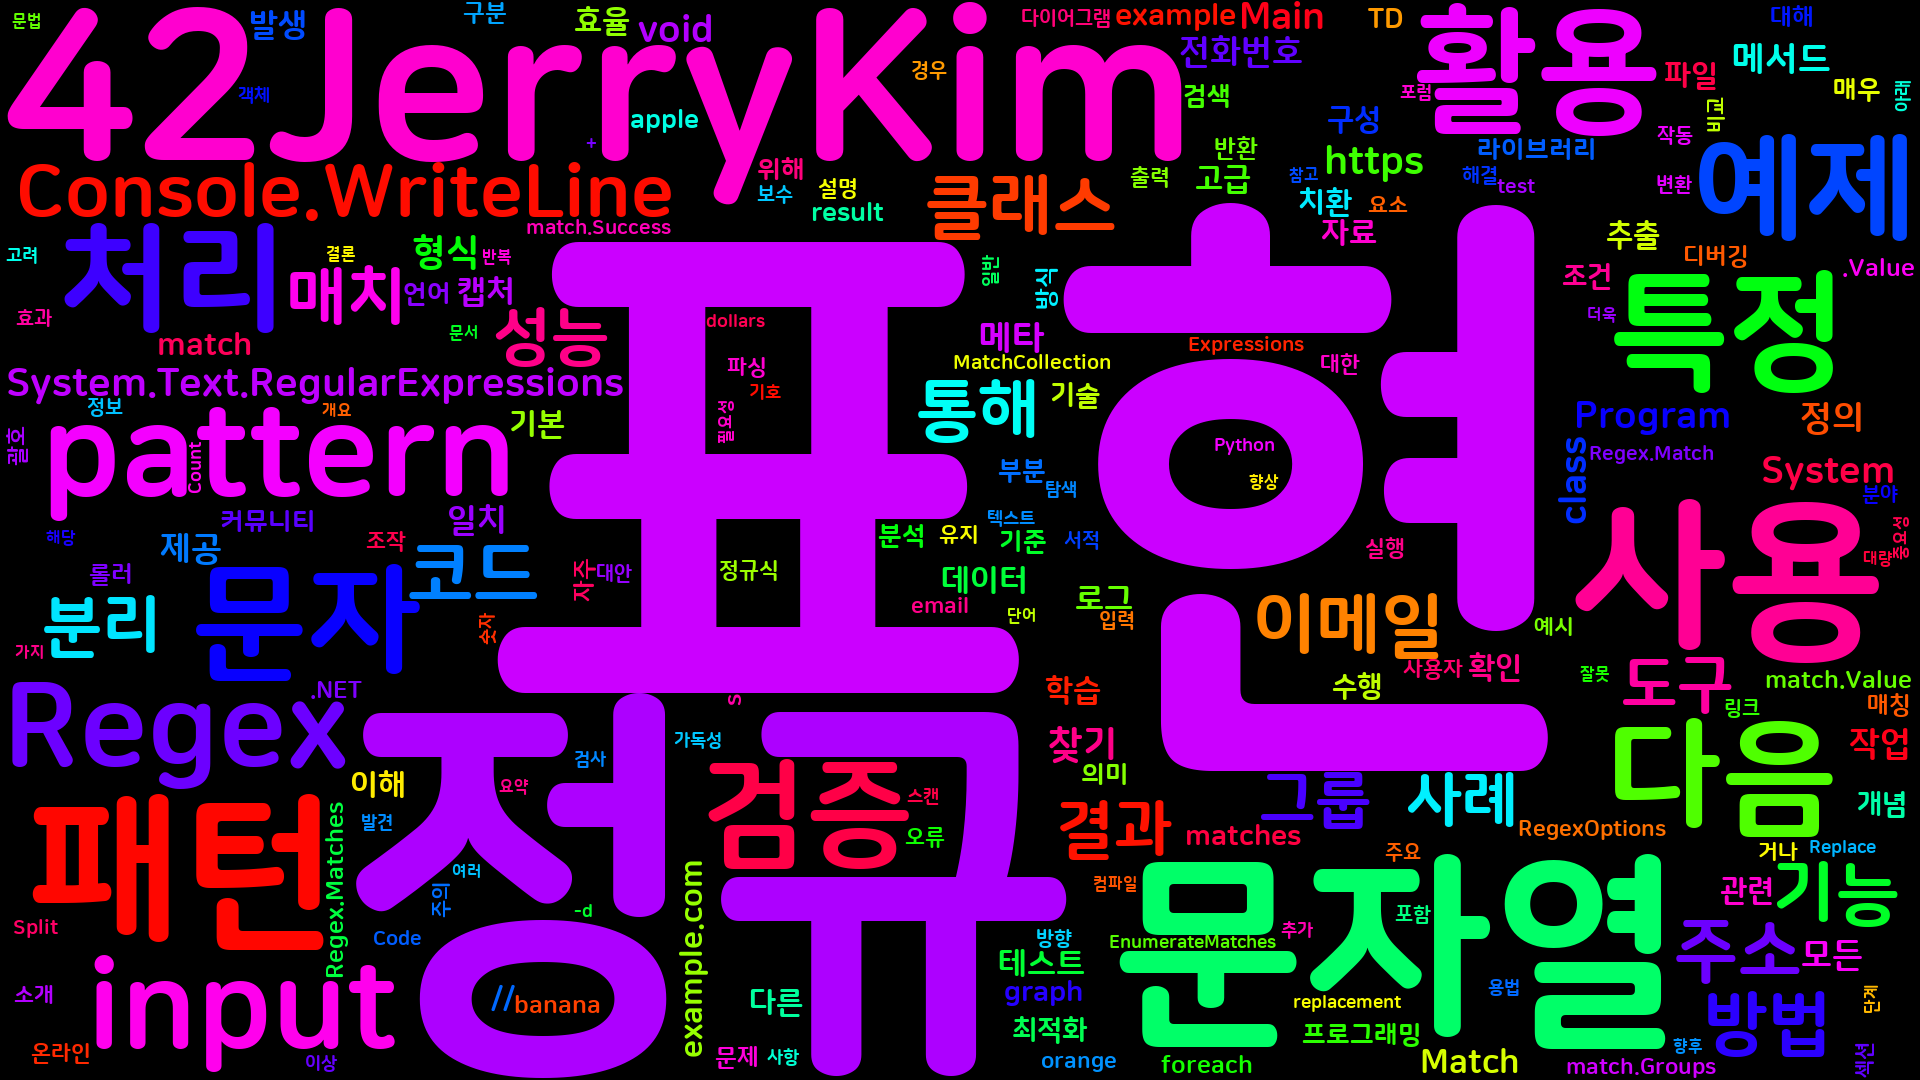 42JerryKim
표현
정규
활용
예제
Console.WriteLine
처리
매치
클래스
특정
사용
문자열
패턴
pattern
Regex
input
문자
코드
분리
검증
이메일
통해
성능
다음
도구
사례
그룹
결과
기능
주소
방법
문법
발생
구분
효율
void
다이어그램
example
Main
TD
대해
전화번호
파일
메서드
매우
비교
아래
객체
경우
apple
+
검색
포럼
구성
작동
위해
보수
설명
result
출력
고급
반환
https
참고
치환
요소
해결
test
라이브러리
변환
자료
추출
디버깅
.Value
조건
더욱
match.Success
고려
결론
형식
반복
언어
캡처
효과
match
문서
일반
방식
메타
dollars
파싱
기호
필요성
MatchCollection
Expressions
대한
기술
System.Text.RegularExpressions
정보
개요
기본
괄호
Count
Python
향상
Program
정의
Regex.Match
class
System
분야
중요성
대량
부분
탐색
텍스트
커뮤니티
일치
해당
제공
조작
분석
유지
기준
서적
실행
정규식
데이터
자주
대안
롤러
email
단어
로그
입력
숫자
예시
가지
.NET
S
학습
사용자
확인
잘못
match.Value
수행
링크
매칭
가독성
찾기
의미
작업
이해
검사
요약
스캔
오류
개념
발견
Regex.Matches
matches
RegexOptions
거나
Replace
주요
여러
주의
컴파일
관련
Split
Code
-d
example.com
포함
방향
EnumerateMatches
추가
모든
소개
테스트
graph
용법
단계
//
banana
다른
replacement
최적화
프로그래밍
온라인
이상
문제
사항
orange
foreach
Match
향후
match.Groups
섹션